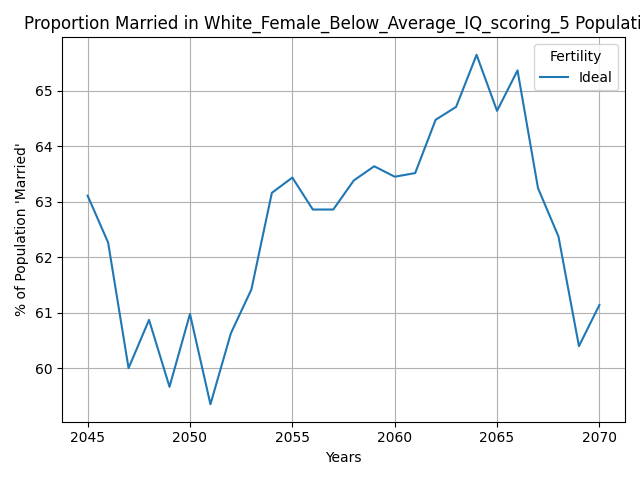 Proportion Married in White_Female_Below_Average_IQ_scoring_5 Populati
Fertility
Ideal
% of Population 'Married'
65
64
63
62
61
60
2045 2050 2055 2060 2065 2070
Years